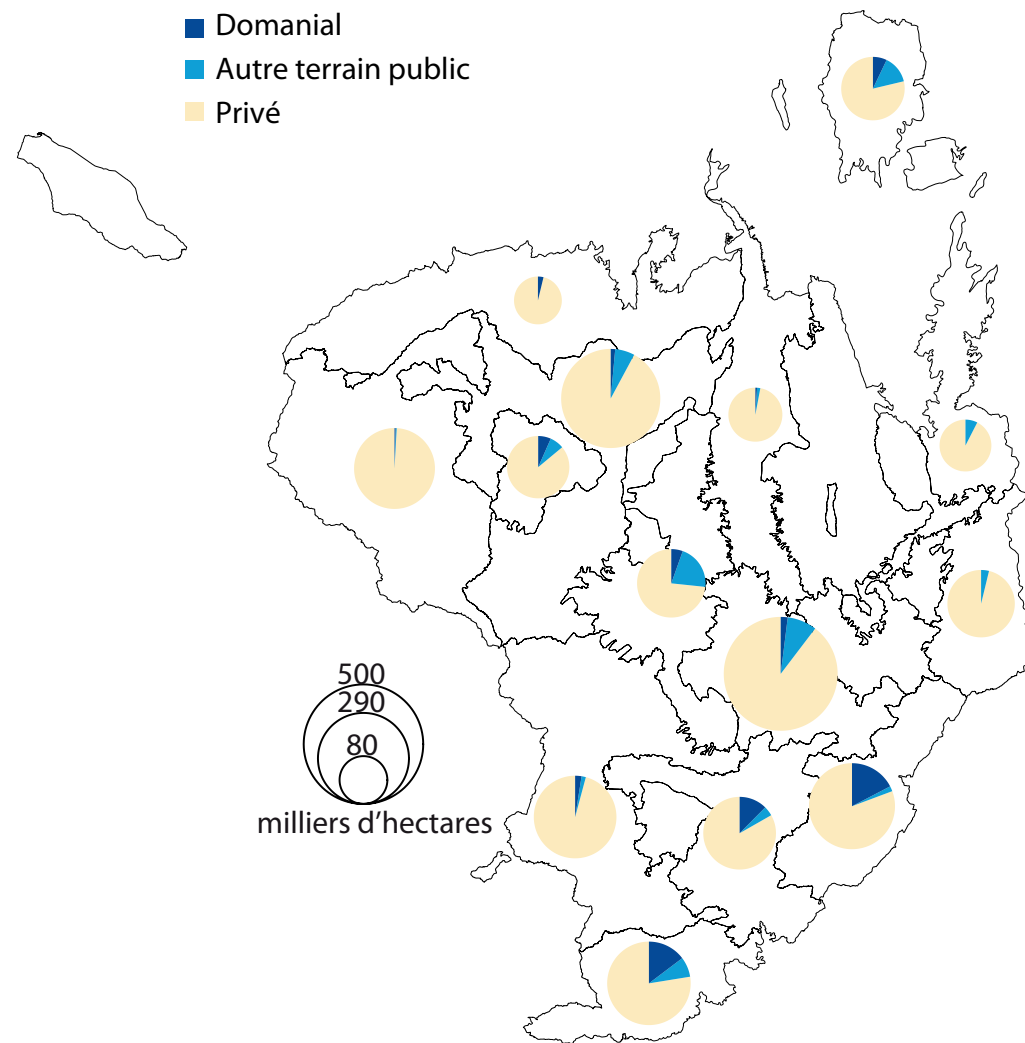 Domanial
Autre terrain public
Privé
500
290
80
milliers d'hectares